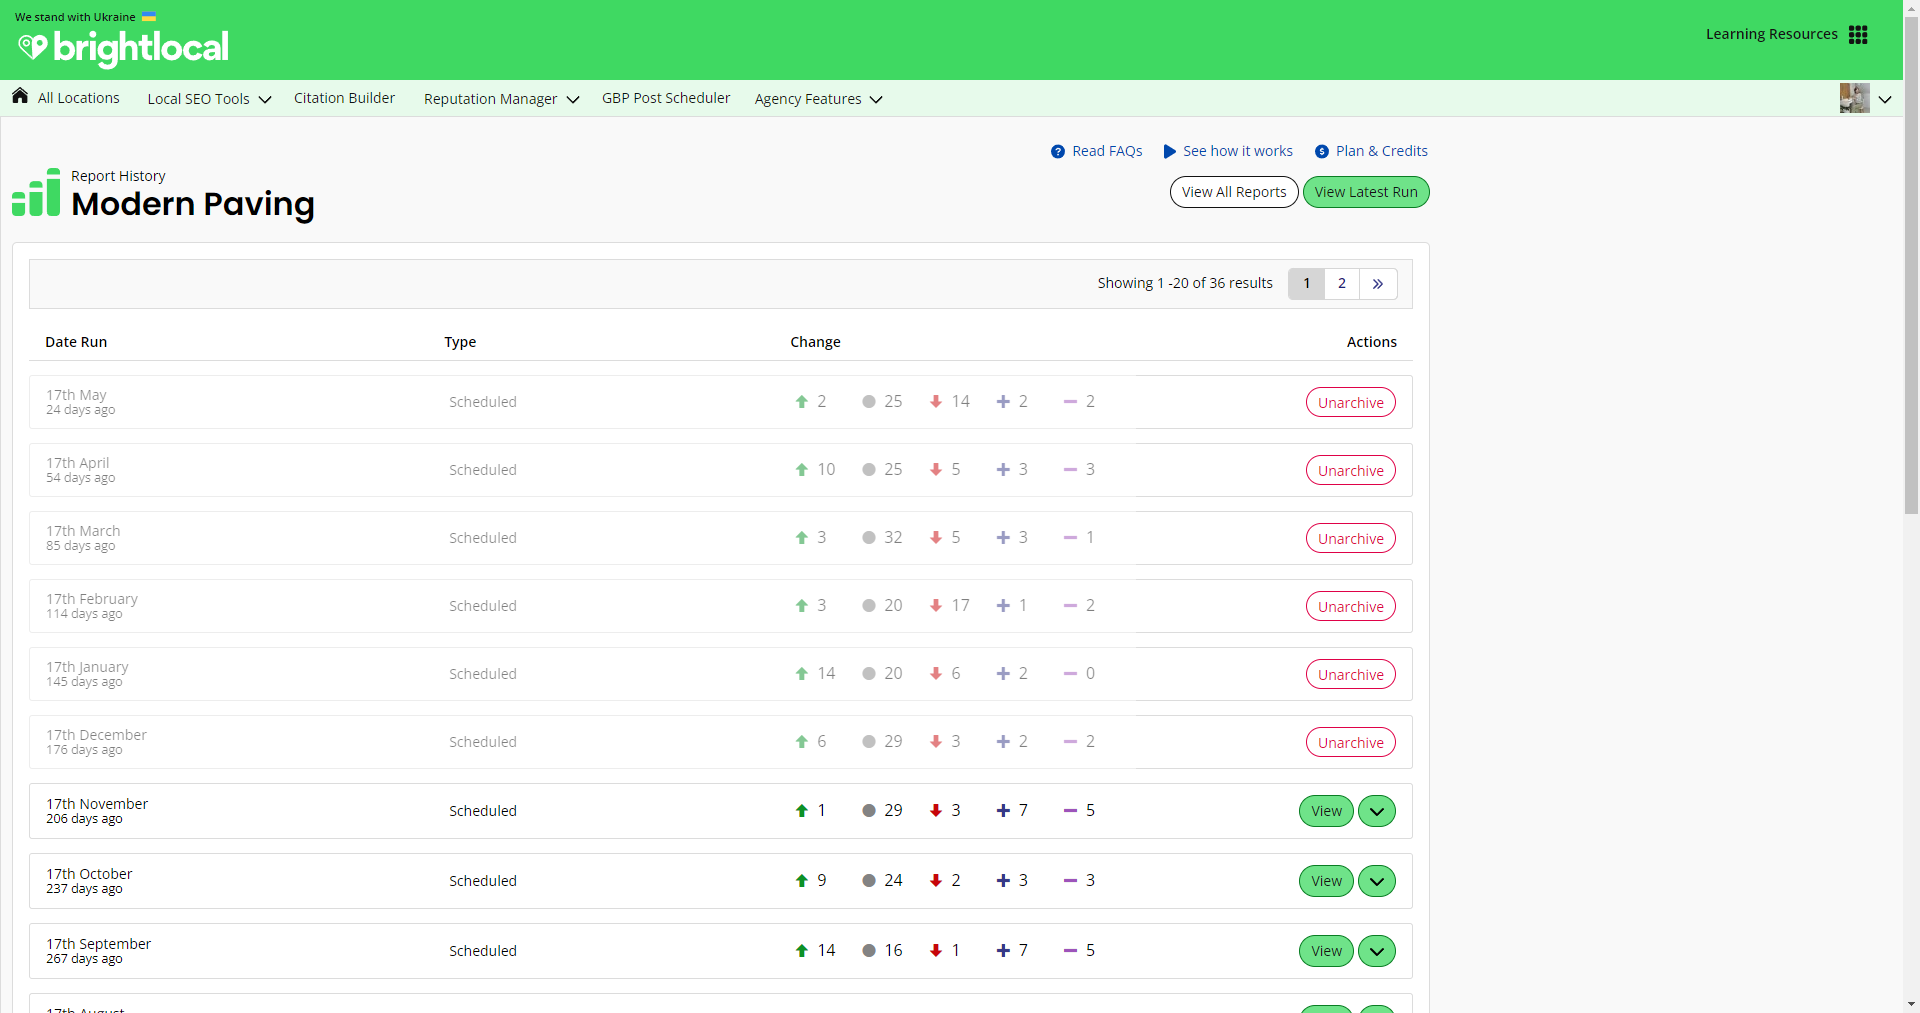 We stand with Ukraine
brightlocal
Learning Resources
All Locations
Local SEO Tools
Citation Builder
Reputation Manager
GBP Post Scheduler
Agency Features
Read FAQs
See how it works
Plan & Credits
Report History
Modern Paving
View All Reports
View Latest Run
Showing 1 -20 of 36 results
1 2 »
Date Run Type Change Actions
17th May
24 days ago
Scheduled 2 25 14 2 2 Unarchive
17th April
54 days ago
Scheduled 10 25 5 3 3 Unarchive
17th March
85 days ago
Scheduled 3 32 5 3 1 Unarchive
17th February
114 days ago
Scheduled 3 20 17 1 2 Unarchive
17th January
145 days ago
Scheduled 14 20 6 2 0 Unarchive
17th December
176 days ago
Scheduled 6 29 3 2 2 Unarchive
17th November
206 days ago
Scheduled 1 29 3 7 5 View
17th October
237 days ago
Scheduled 9 24 2 3 3 View
17th September
267 days ago
Scheduled 14 16 1 7 5 View
17th August